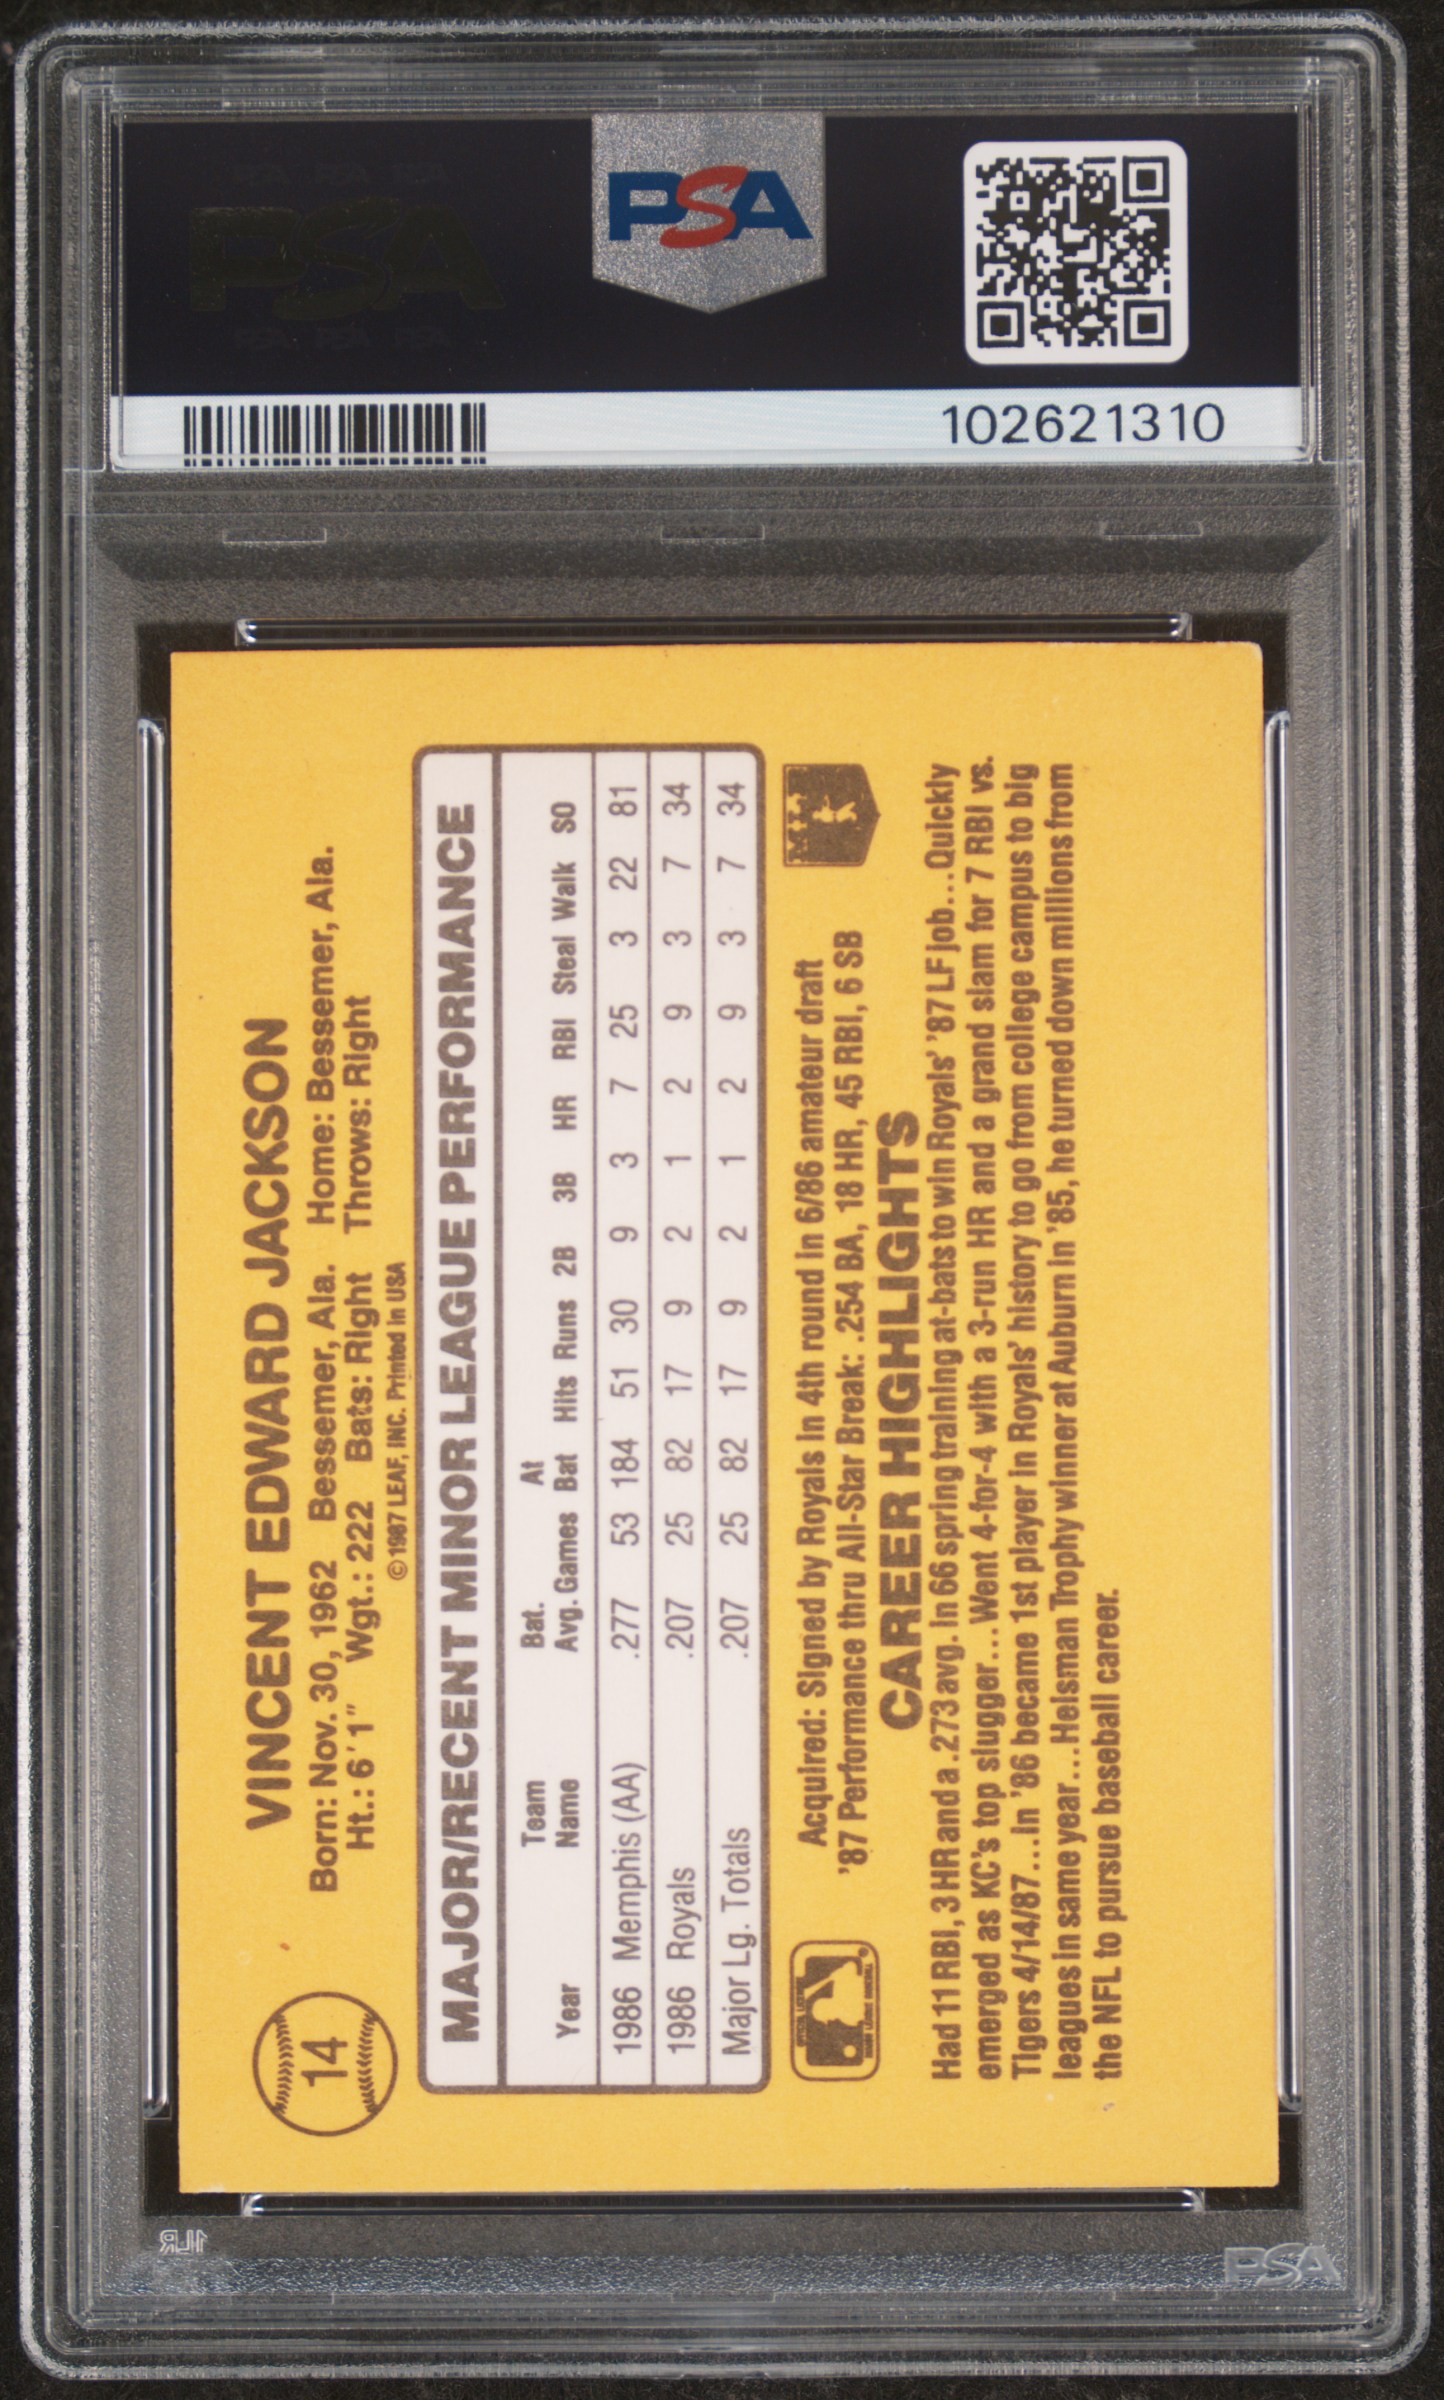 PSA
102621310
14
VINCENT EDWARD JACKSON
Born: Nov. 30, 1962 Bessemer, Ala. Home: Bessemer, Ala.
Ht.: 6'1" Wgt.: 222 Bats: Right Throws: Right
©1987 LEAF, INC. Printed in USA
MAJOR/RECENT MINOR LEAGUE PERFORMANCE
Year Team Name Bat. Avg. Games At Bat Hits Runs 2B 3B HR RBI Steal Walk SO
1986 Memphis (AA) .277 53 184 51 30 9 3 7 25 3 22 81
1986 Royals .207 25 82 17 9 2 1 2 9 3 7 34
Major Lg. Totals .207 25 82 17 9 2 1 2 9 3 7 34
Acquired: Signed by Royals in 4th round in 6/86 amateur draft
'87 Performance thru All-Star Break: .254 BA, 18 HR, 45 RBI, 6 SB
CAREER HIGHLIGHTS
Had 11 RBI, 3 HR and a .273 avg. in 66 spring training at-bats to win Royals' '87 LF job...Quickly
emerged as KC's top slugger...Went 4-for-4 with a 3-run HR and a grand slam for 7 RBI vs.
Tigers 4/14/87...In '86 became 1st player in Royals' history to go from college campus to big
leagues in same year...Heisman Trophy winner at Auburn in '85, he turned down millions from
the NFL to pursue baseball career.
PSA